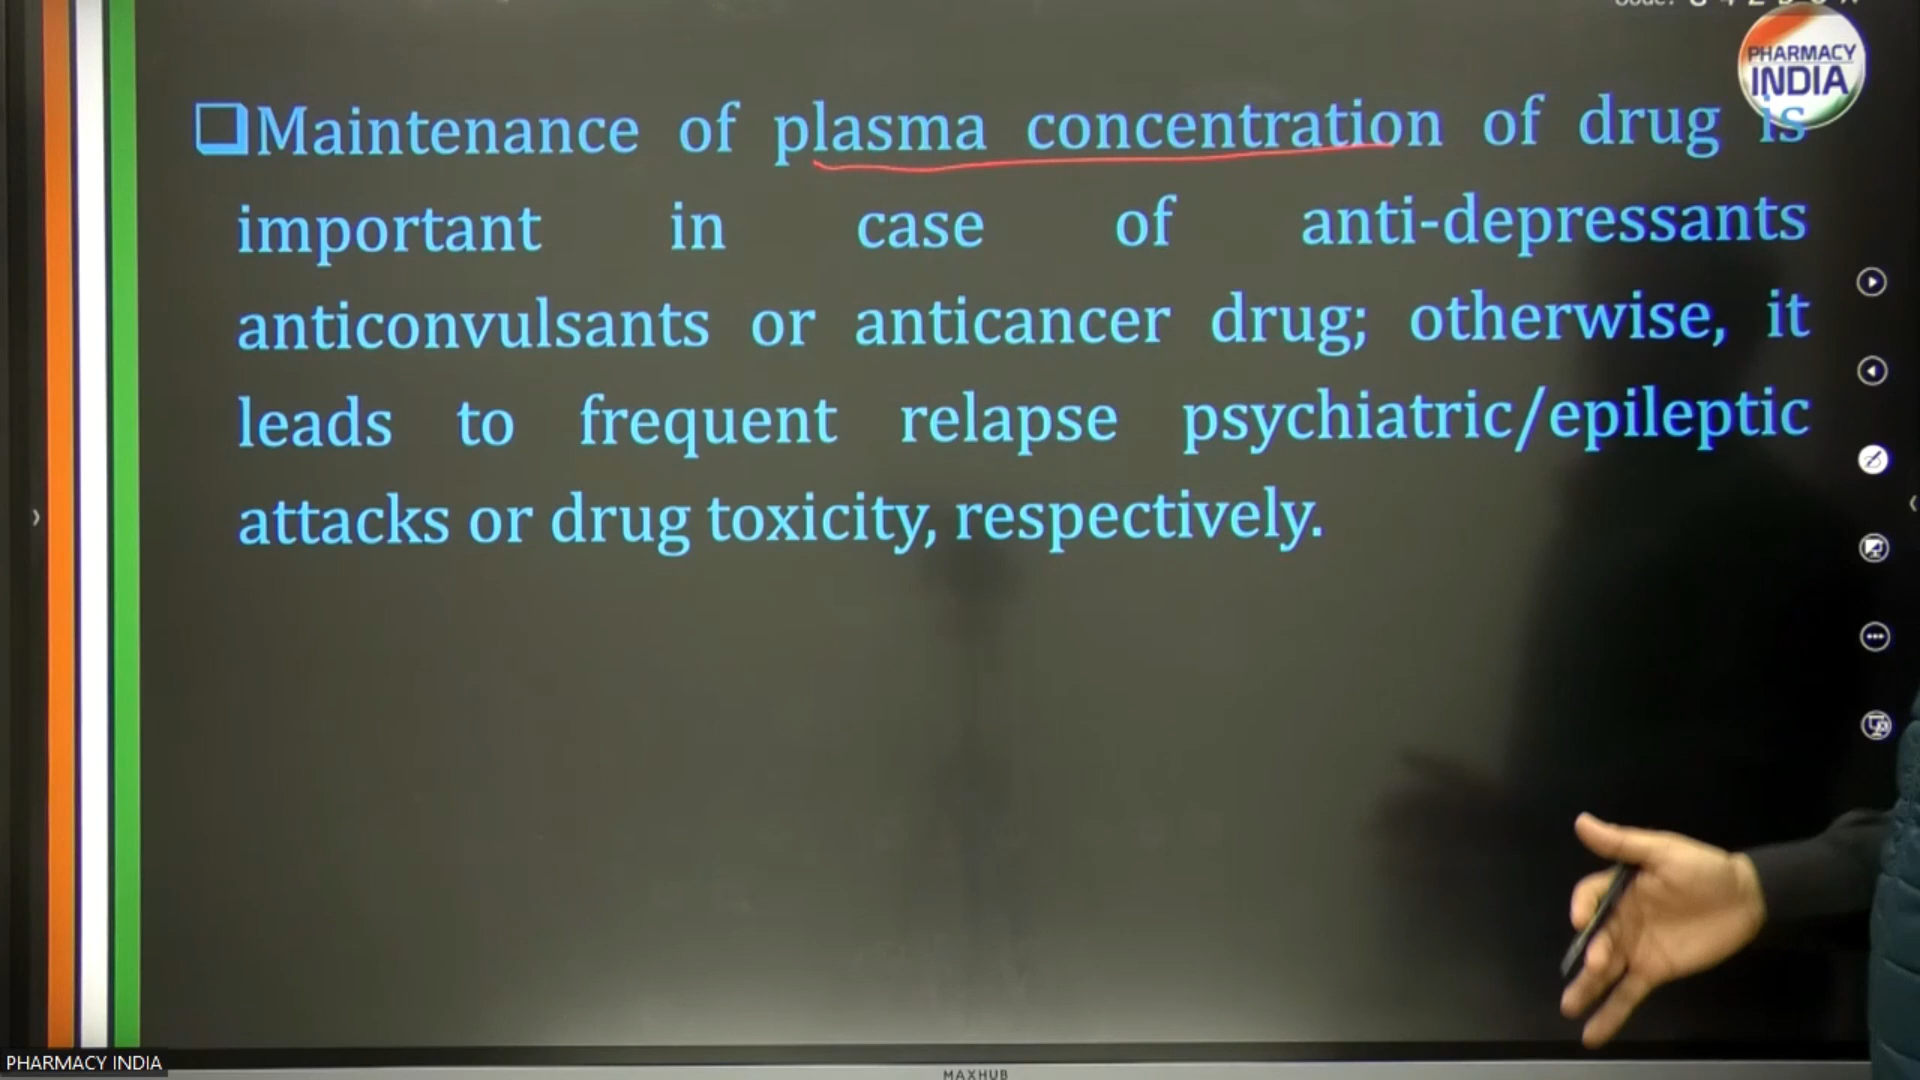 PHARMACY
INDIA
❑Maintenance of plasma concentration of drug is
important in case of anti-depressants
anticonvulsants or anticancer drug; otherwise, it
leads to frequent relapse psychiatric/epileptic
attacks or drug toxicity, respectively.
PHARMACY INDIA
MAXHUB